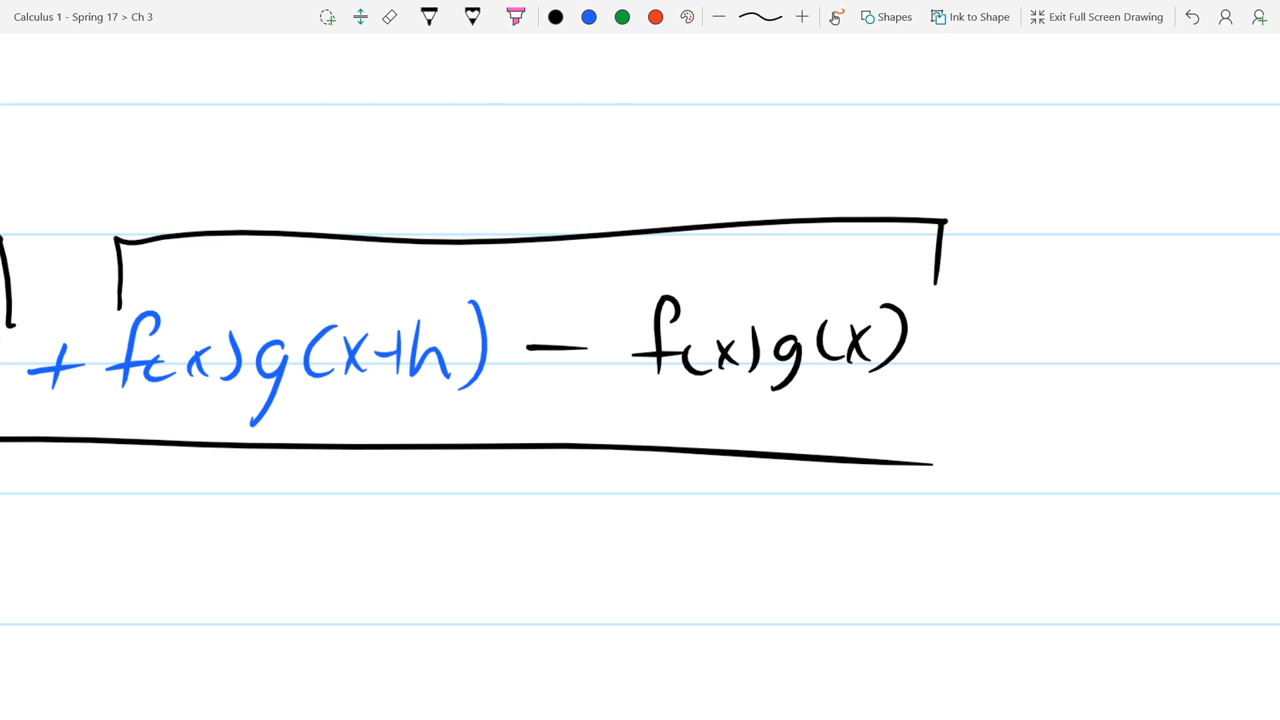 Calculus 1 - Spring 17 > Ch 3 Shapes Ink to Shape Exit Full Screen Drawing
+ f(x)g(x+h) − f(x)g(x)